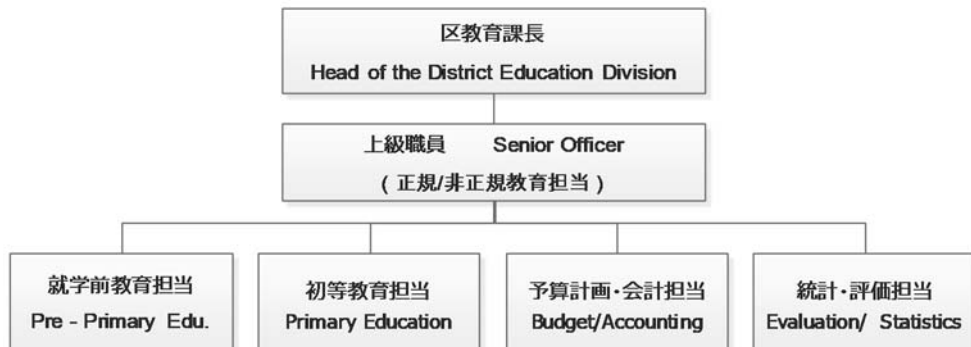 区教育課長
Head of the District Education Division
上級職員 Senior Officer
( 正規/非正規教育担当 )
就学前教育担当
Pre - Primary Edu.
初等教育担当
Primary Education
予算計画・会計担当
Budget/Accounting
統計・評価担当
Evaluation/ Statistics